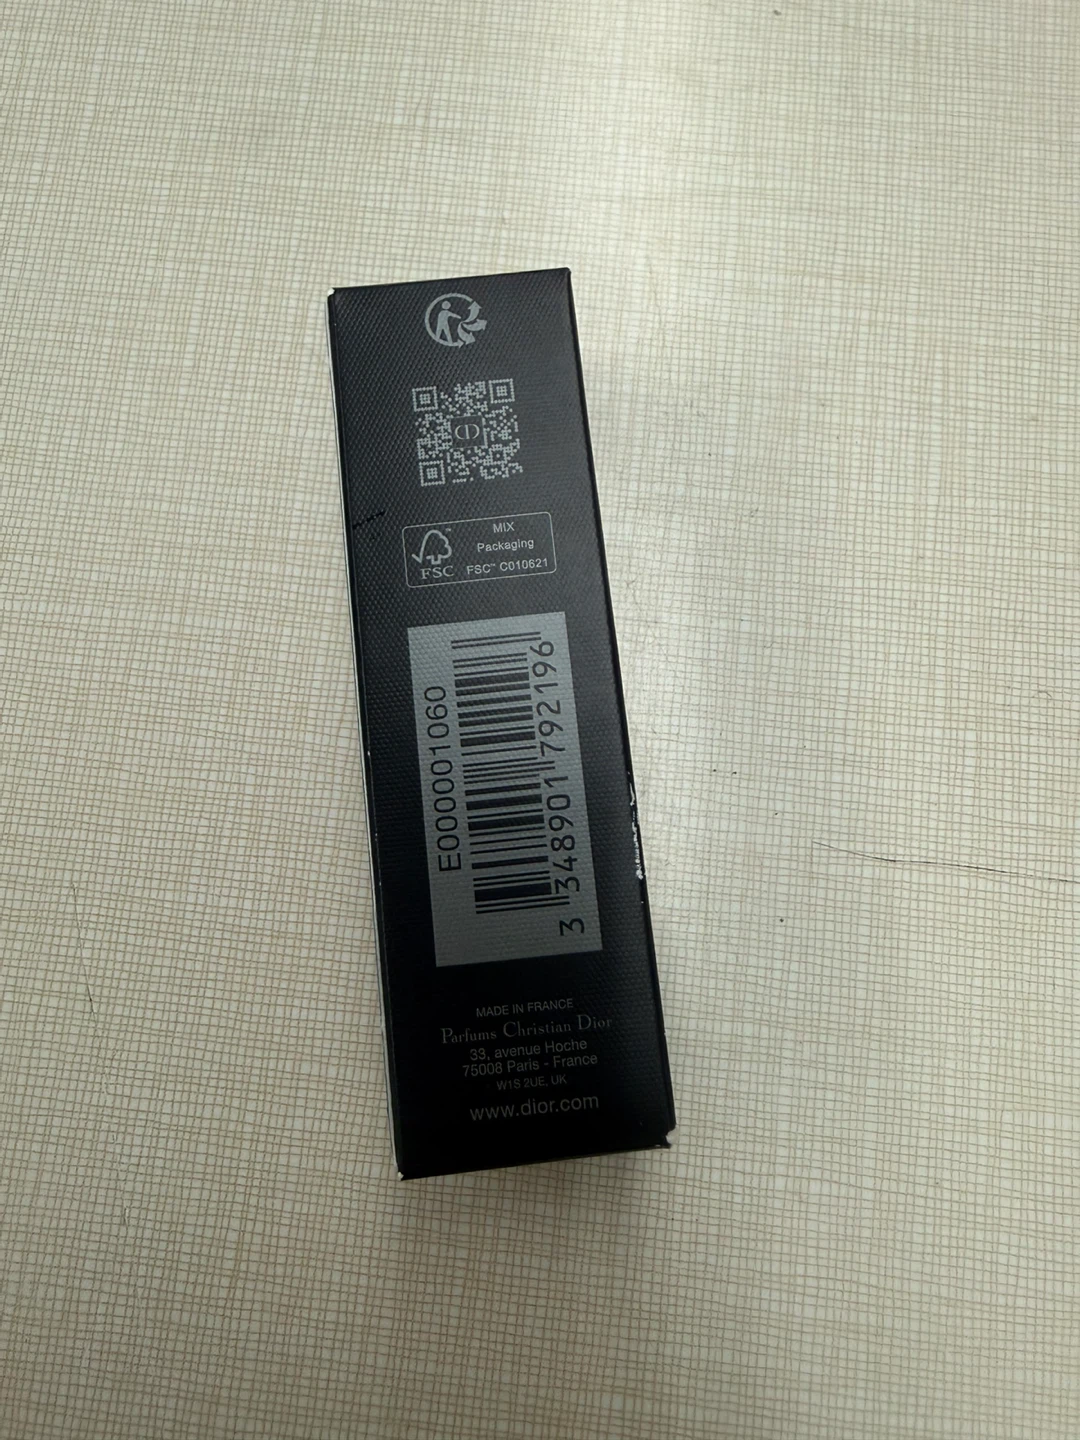 FSC
MIX
Packaging
FSC™ C010621
E000001060
3 348901 792196
MADE IN FRANCE
Parfums Christian Dior
33, avenue Hoche
75008 Paris - France
W1S 2UE, UK
www.dior.com